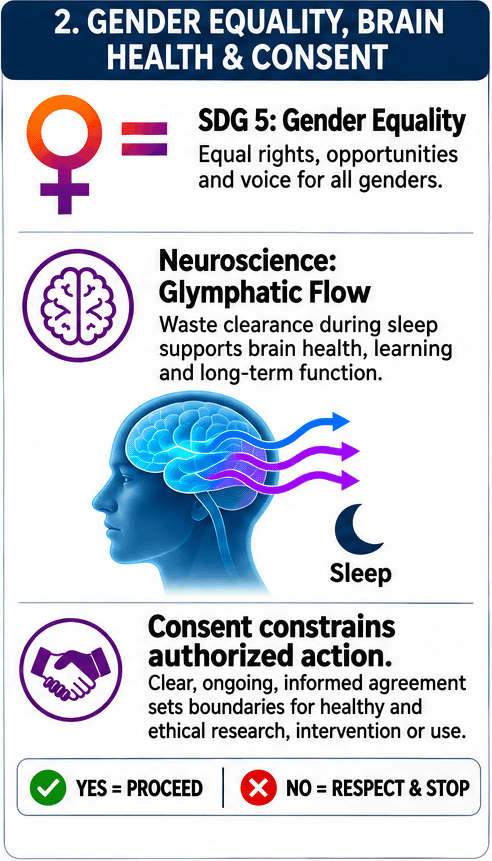 2. GENDER EQUALITY, BRAIN
HEALTH & CONSENT
SDG 5: Gender Equality
Equal rights, opportunities
and voice for all genders.
Neuroscience:
Glymphatic Flow
Waste clearance during sleep
supports brain health, learning
and long-term function.
Sleep
Consent constrains
authorized action.
Clear, ongoing, informed agreement
sets boundaries for healthy and
ethical research, intervention or use.
YES = PROCEED
NO = RESPECT & STOP